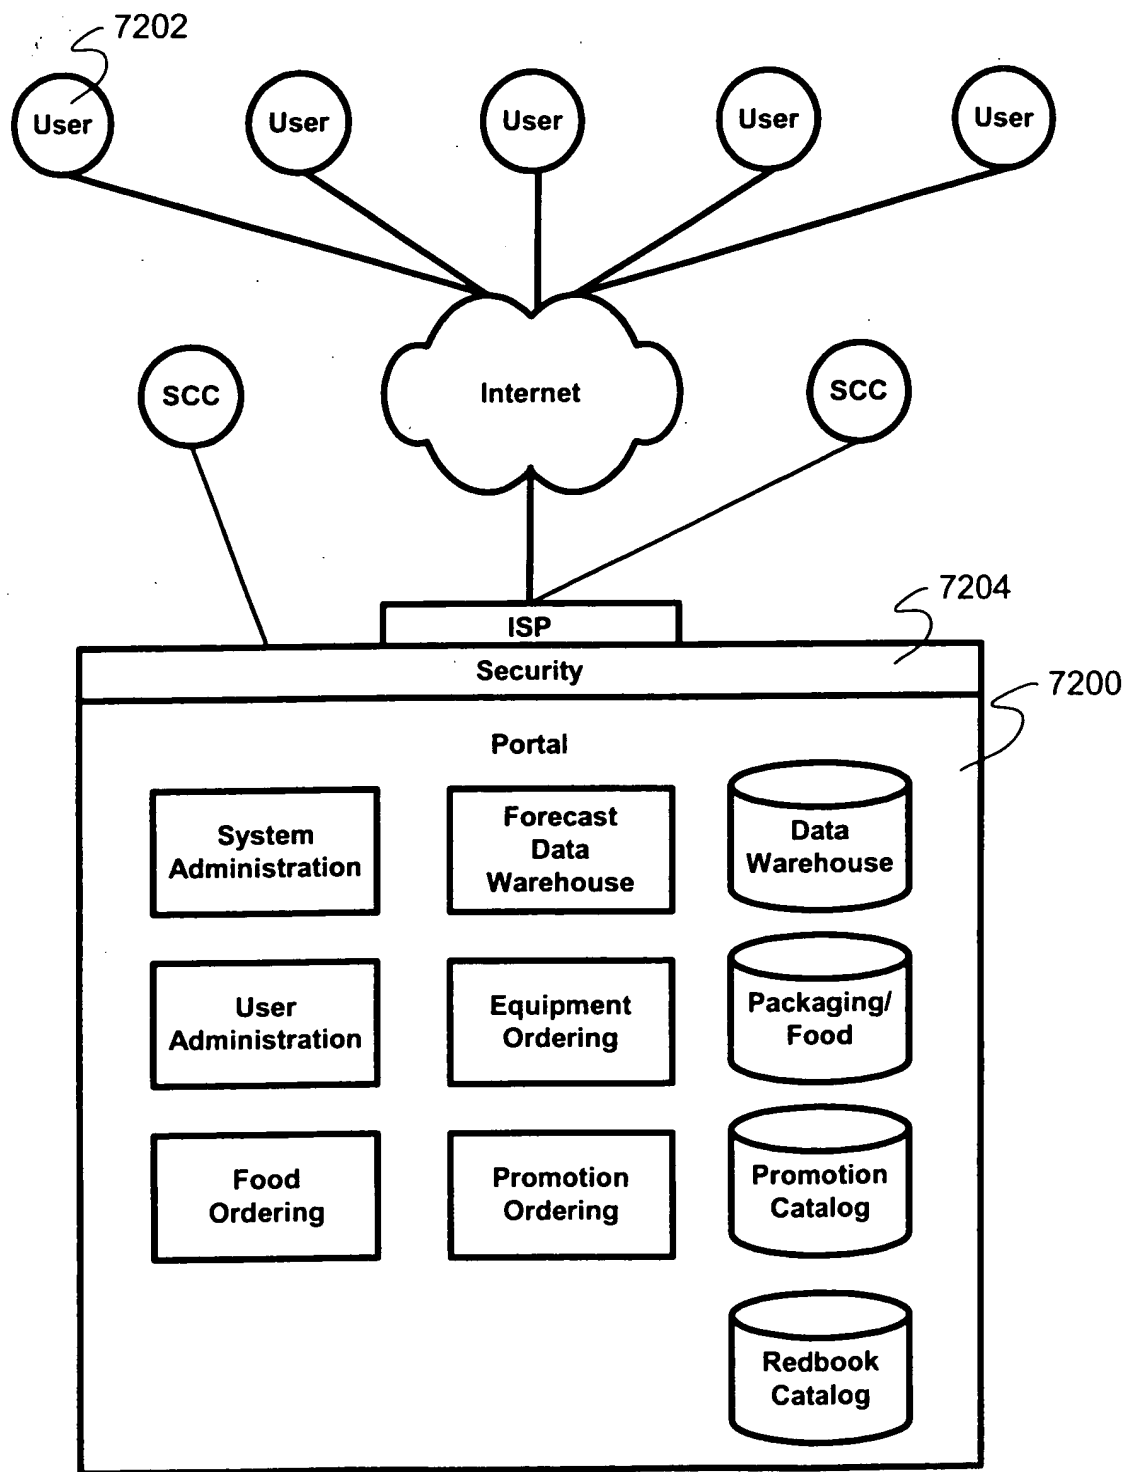 7202
User
User
User
User
User
Internet
SCC
SCC
7204
ISP
Security
7200
Portal
System
Administration
Forecast
Data
Warehouse
Data
Warehouse
User
Administration
Equipment
Ordering
Packaging/
Food
Food
Ordering
Promotion
Ordering
Promotion
Catalog
Redbook
Catalog